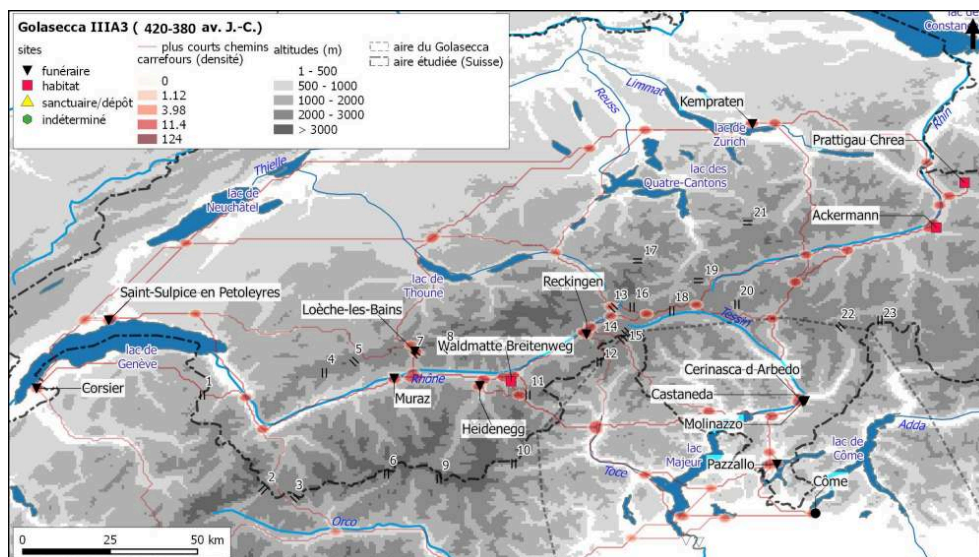 Golasecca IIIA3 ( 420-380 av. J.-C.)
sites
funéraire
habitat
sanctuaire/dépôt
indéterminé
plus courts chemins
carrefours (densité)
0
1.12
3.98
11.4
124
altitudes (m)
1 - 500
500 - 1000
1000 - 2000
2000 - 3000
> 3000
aire du Golasecca
aire étudiée (Suisse)
lac de
Constan
Limmat
Reuss
Kempraten
lac de
Zurich
Rhin
Prattigau-Chrea
Thielle
lac de
Neuchâtel
lac des
Quatre-Cantons
Ackermann
21
17
lac de
Thoune
Reckingen
19
Saint-Sulpice en Petoleyres
Loèche-les-Bains
13
16
18
20
22
23
Tessin
14
15
12
7
8
4
5
Waldmatte Breitenweg
lac de
Genève
Corsier
1
Rhône
Muraz
11
Heidenegg
Cerinasca-d-Arbedo
Castaneda
Molinazzo
Adda
10
lac
Majeur
lac de
Côme
Pazzallo
Toce
2
3
6
9
Côme
Orco
0
25
50 km